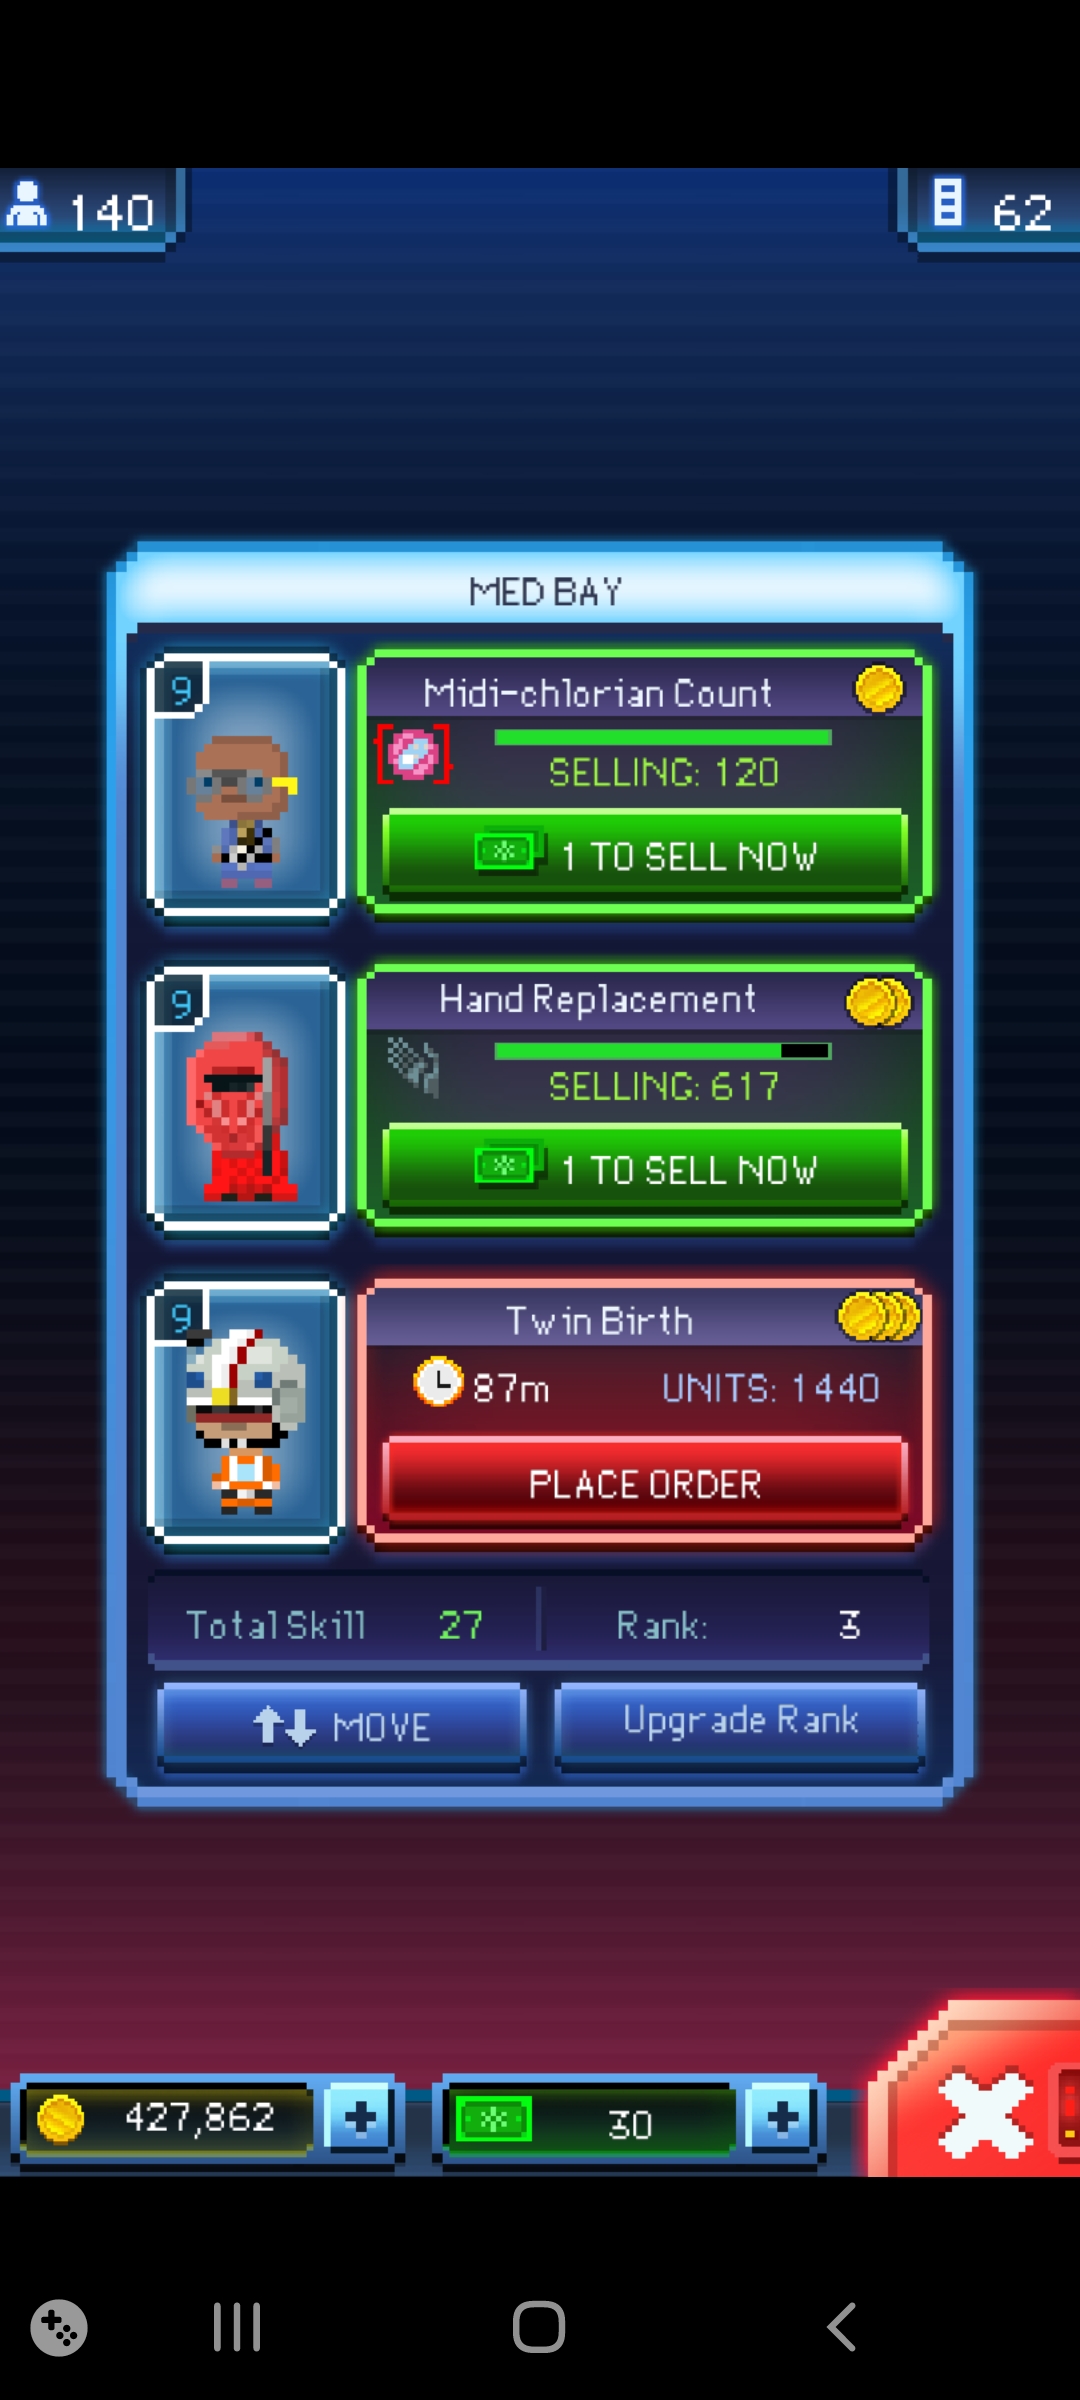 140
62
MED BAY
9
Midi-chlorian Count
SELLING: 120
1 TO SELL NOW
9
Hand Replacement
SELLING: 617
1 TO SELL NOW
9
Twin Birth
87m UNITS: 1440
PLACE ORDER
Total Skill 27 Rank: 3
MOVE Upgrade Rank
427,862 30